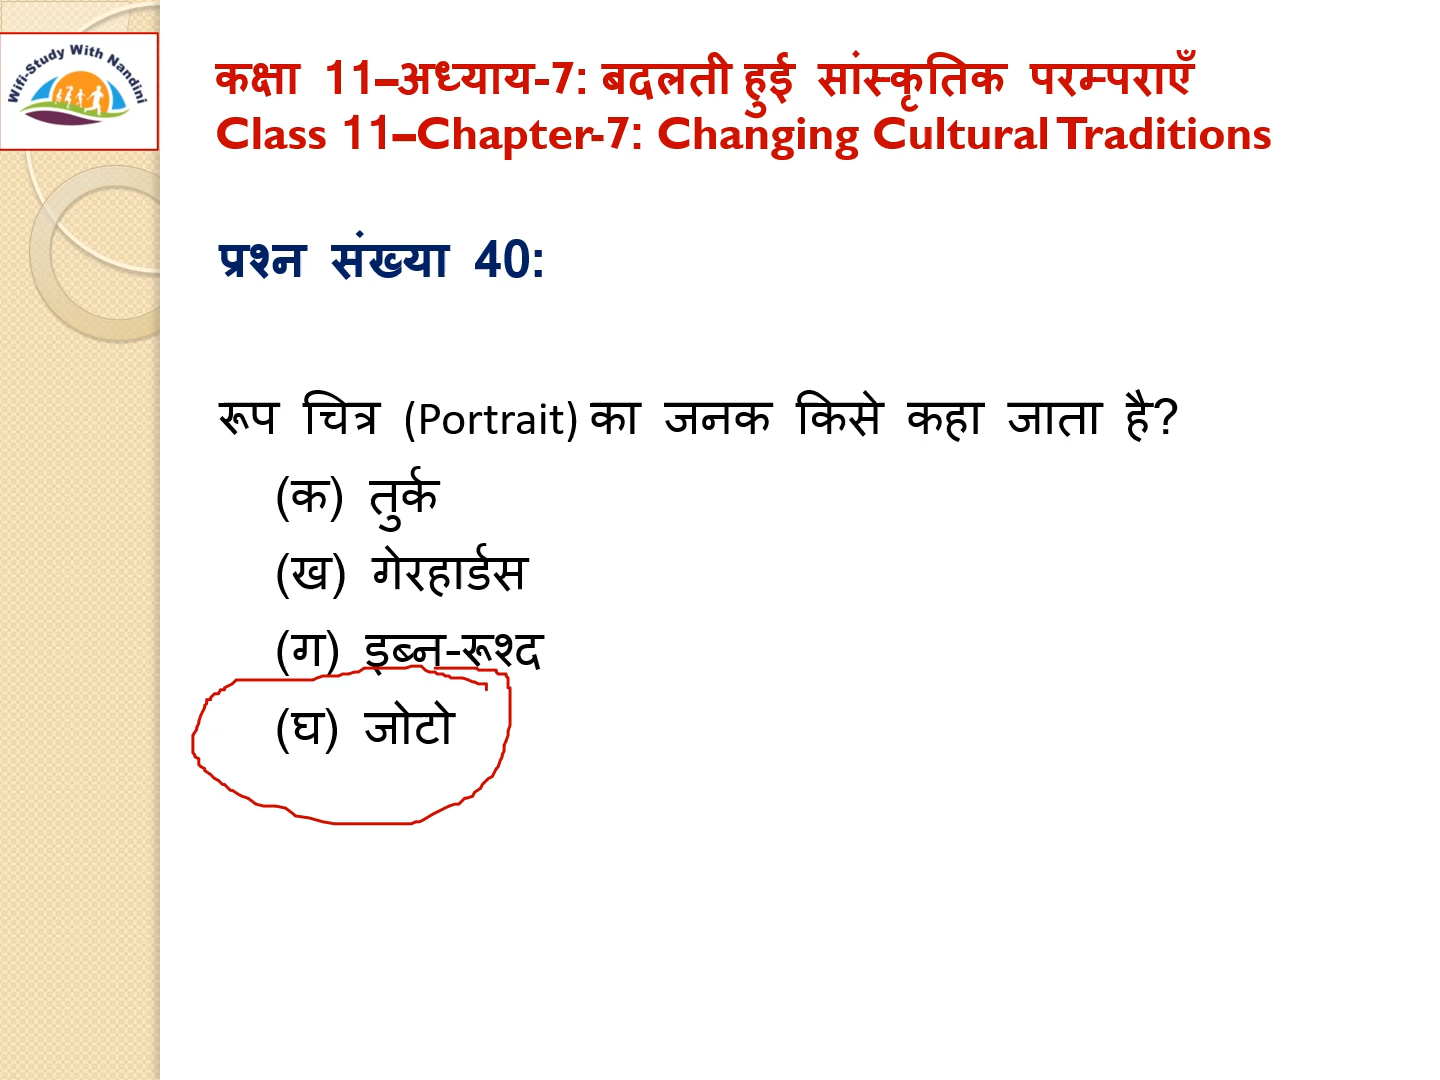 Wifi-Study With Nandini
कक्षा 11–अध्याय-7: बदलती हुई सांस्कृतिक परम्पराएँ
Class 11–Chapter-7: Changing Cultural Traditions
प्रश्न संख्या 40:
रूप चित्र (Portrait) का जनक किसे कहा जाता है?
(क) तुर्क
(ख) गेरहार्डस
(ग) इब्न-रूश्द
(घ) जोटो